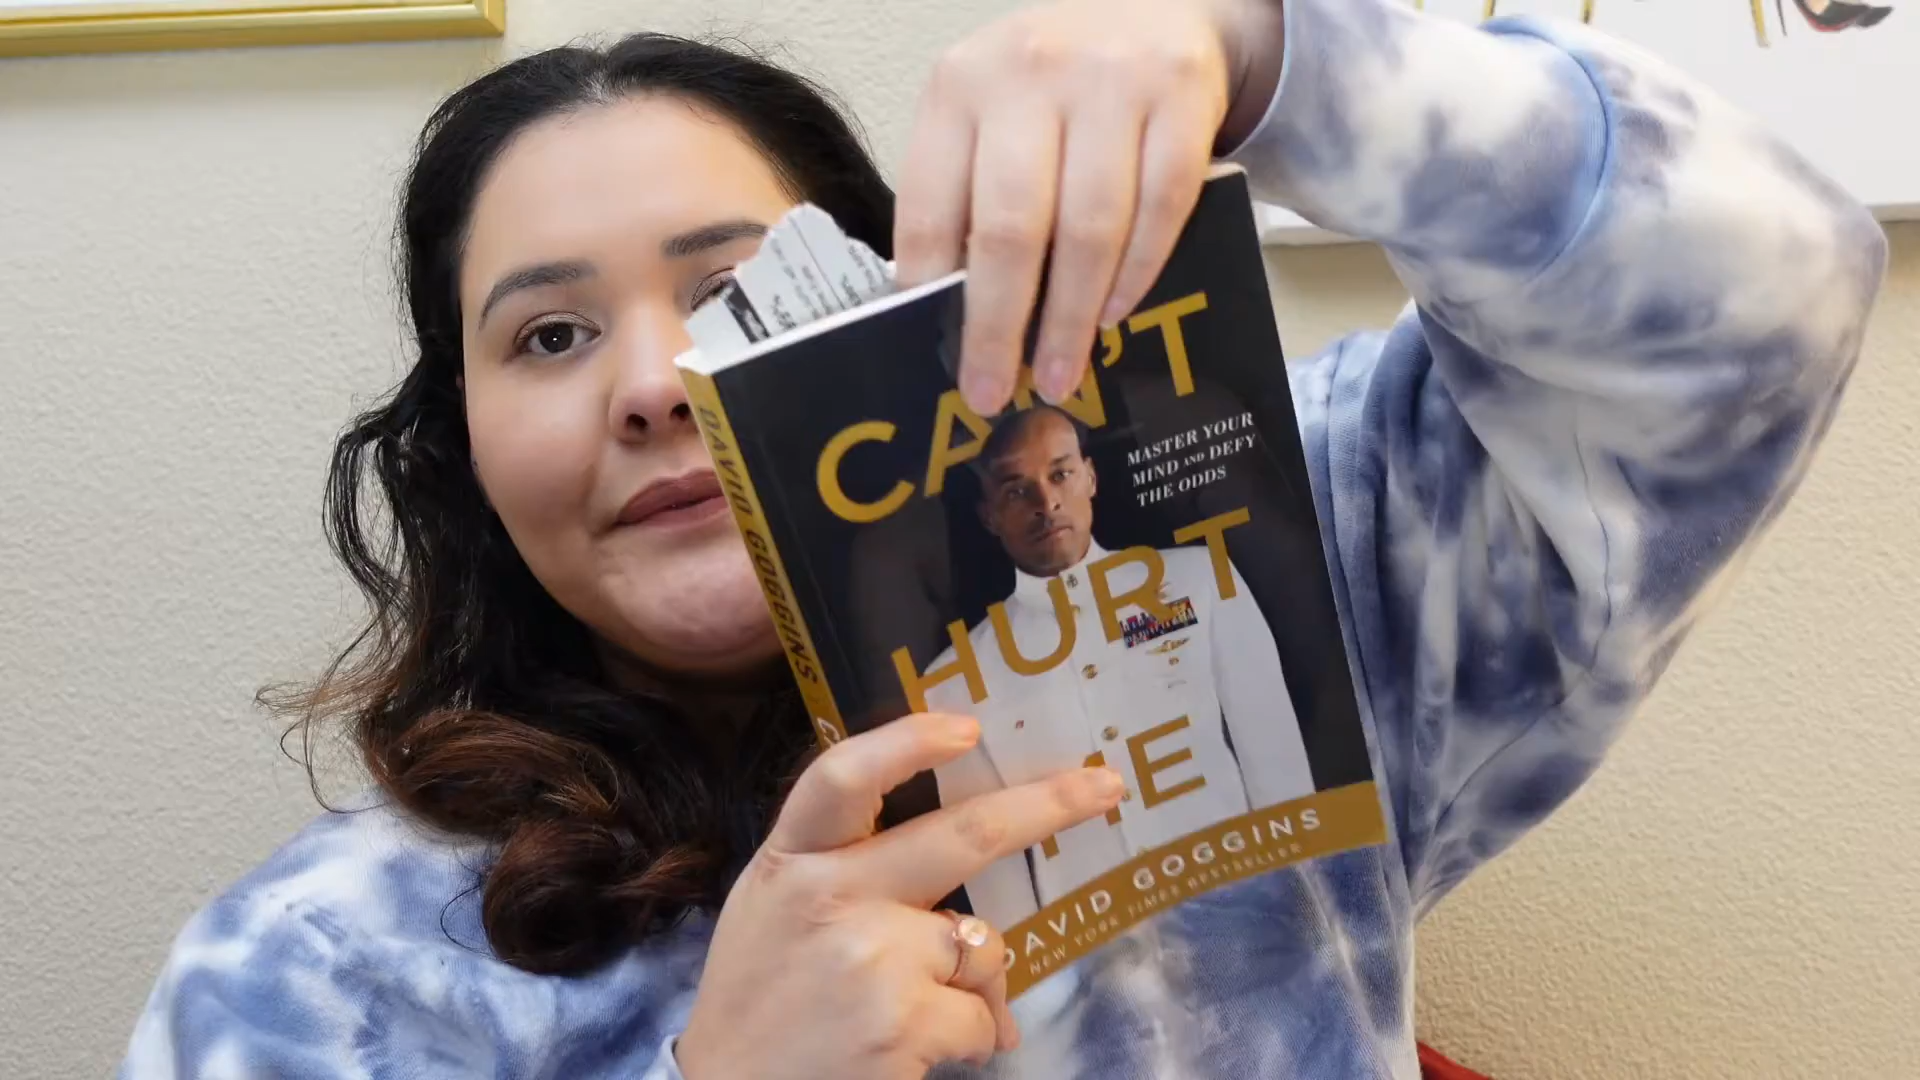 CAN'T
MASTER YOUR
MIND AND DEFY
THE ODDS
HURT
ME
DAVID GOGGINS
NEW YORK TIMES BESTSELLER
DAVID GOGGINS